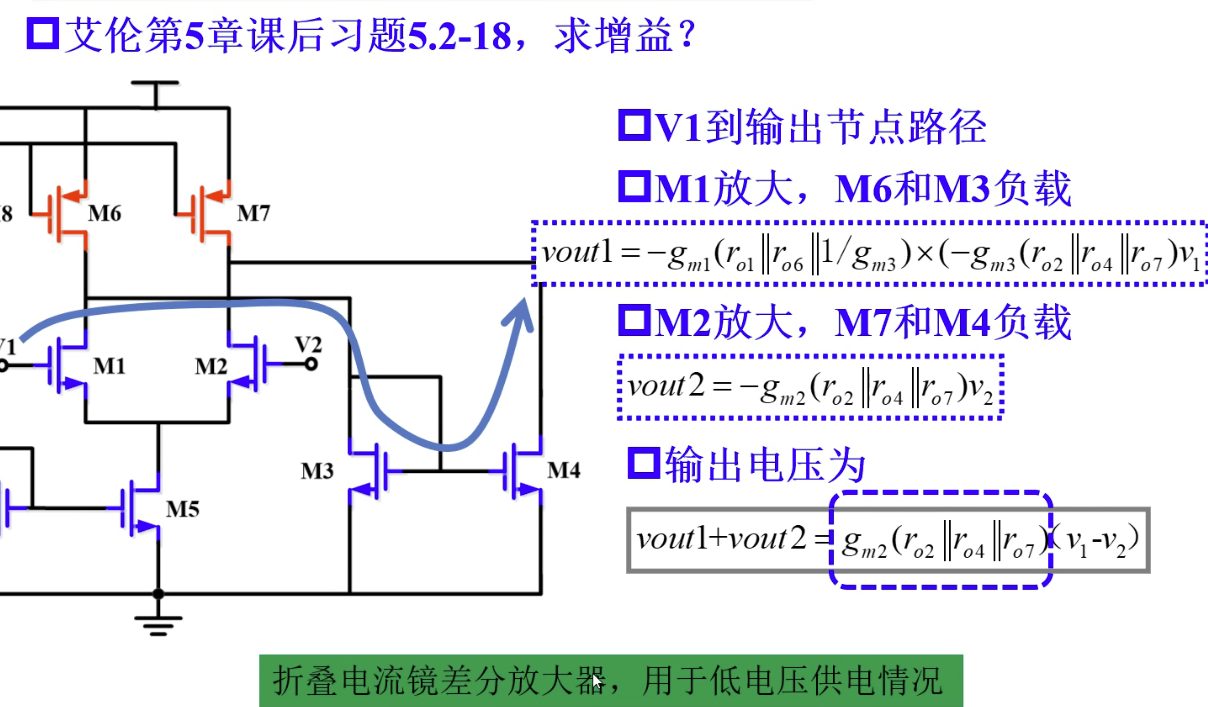 艾伦第5章课后习题5.2-18，求增益？
V1到输出节点路径
M1放大，M6和M3负载
vout1=-g_{m1}(r_{o1}||r_{o6}||1/g_{m3})×(-g_{m3}(r_{o2}||r_{o4}||r_{o7})v_1
M2放大，M7和M4负载
vout2=-g_{m2}(r_{o2}||r_{o4}||r_{o7})v_2
输出电压为
vout1+vout2=g_{m2}(r_{o2}||r_{o4}||r_{o7})（v_1-v_2）
M6
M7
M1
M2
V2
M3
M4
M5
折叠电流镜差分放大器，用于低电压供电情况